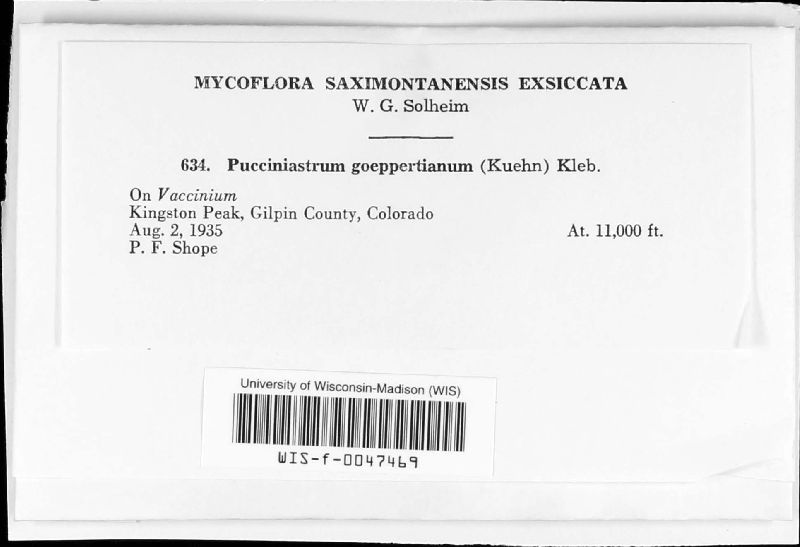 MYCOFLORA SAXIMONTANENSIS EXSICCATA
W. G. Solheim
634. Pucciniastrum goeppertianum (Kuehn) Kleb.
On Vaccinium
Kingston Peak, Gilpin County, Colorado
Aug. 2, 1935 At. 11,000 ft.
P. F. Shope
University of Wisconsin-Madison (WIS)
WIS-f-0047469